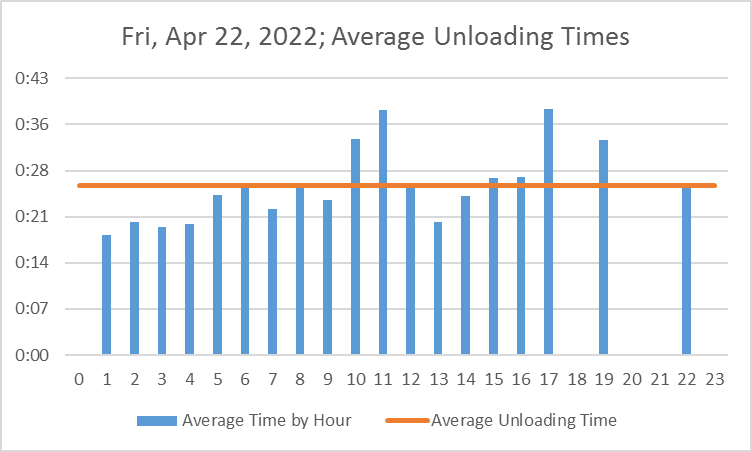 Fri, Apr 22, 2022; Average Unloading Times
0:43
0:36
0:28
0:21
0:14
0:07
0:00
0 1 2 3 4 5 6 7 8 9 10 11 12 13 14 15 16 17 18 19 20 21 22 23
Average Time by Hour Average Unloading Time